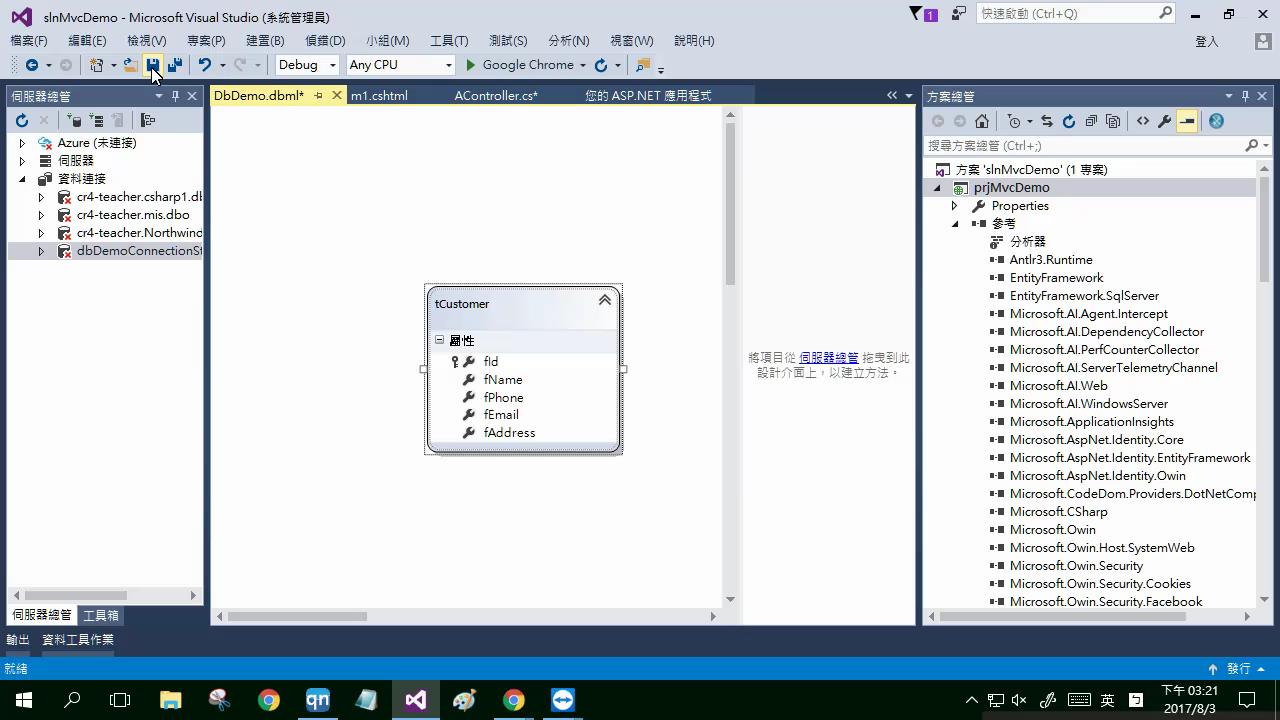 slnMvcDemo - Microsoft Visual Studio (系統管理員)
1
快速啟動 (Ctrl+Q)
檔案(F) 編輯(E) 檢視(V) 專案(P) 建置(B) 偵錯(D) 小組(M) 工具(T) 測試(S) 分析(N) 視窗(W) 說明(H)
登入
Debug
Any CPU
Google Chrome
伺服器總管
Azure (未連接)
伺服器
資料連接
cr4-teacher.csharp1.db
cr4-teacher.mis.dbo
cr4-teacher.Northwind
dbDemoConnectionSt
伺服器總管 工具箱
DbDemo.dbml* m1.cshtml AController.cs* 您的 ASP.NET 應用程式
tCustomer
屬性
fId
fName
fPhone
fEmail
fAddress
將項目從 伺服器總管 拖曳到此
設計介面上，以建立方法。
方案總管
搜尋方案總管 (Ctrl+;)
方案 'slnMvcDemo' (1 專案)
prjMvcDemo
Properties
參考
分析器
Antlr3.Runtime
EntityFramework
EntityFramework.SqlServer
Microsoft.AI.Agent.Intercept
Microsoft.AI.DependencyCollector
Microsoft.AI.PerfCounterCollector
Microsoft.AI.ServerTelemetryChannel
Microsoft.AI.Web
Microsoft.AI.WindowsServer
Microsoft.ApplicationInsights
Microsoft.AspNet.Identity.Core
Microsoft.AspNet.Identity.EntityFramework
Microsoft.AspNet.Identity.Owin
Microsoft.CodeDom.Providers.DotNetComp
Microsoft.CSharp
Microsoft.Owin
Microsoft.Owin.Host.SystemWeb
Microsoft.Owin.Security
Microsoft.Owin.Security.Cookies
Microsoft.Owin.Security.Facebook
輸出 資料工具作業
就緒
發行
qn
英
下午 03:21
2017/8/3